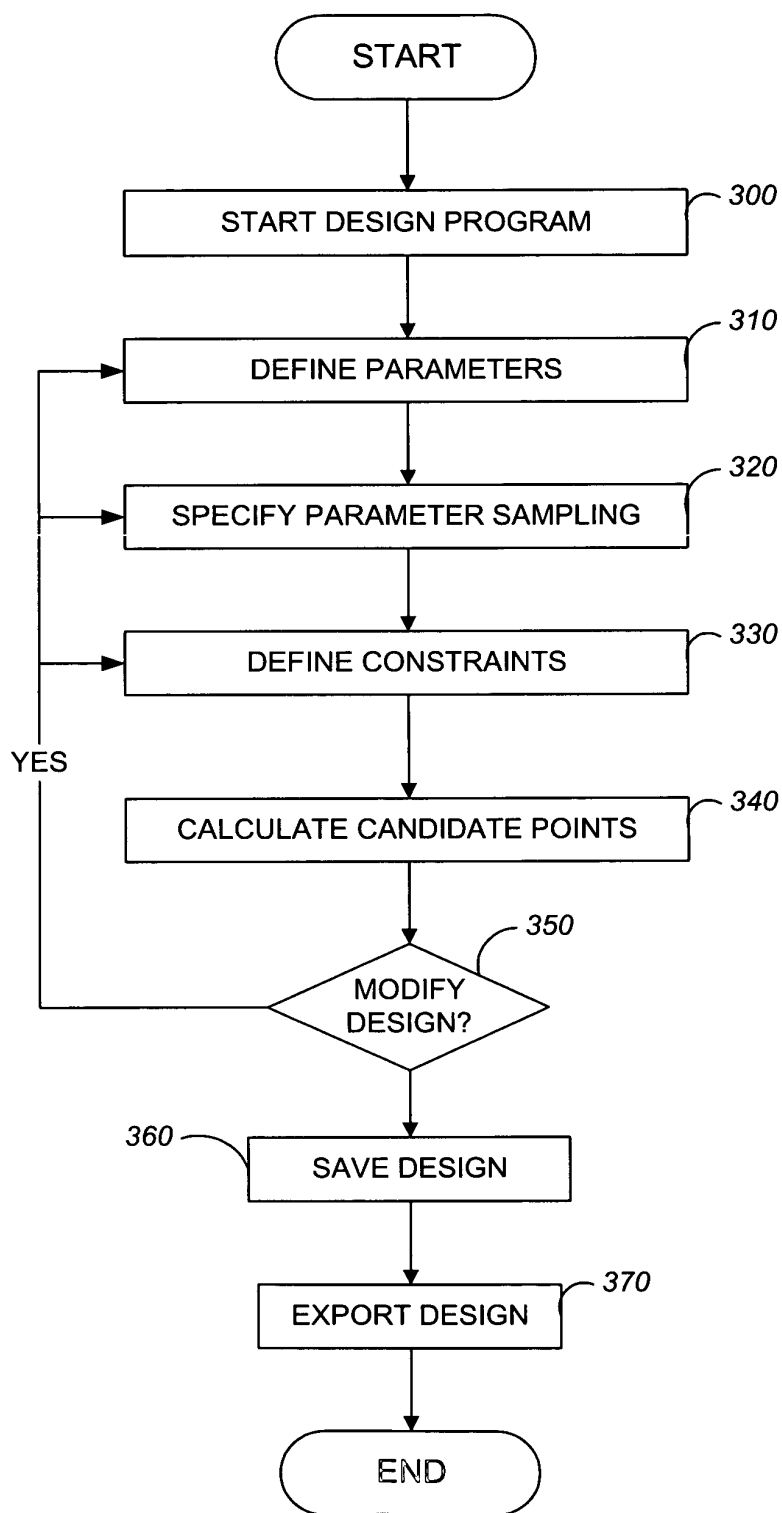 START
300
START DESIGN PROGRAM
310
DEFINE PARAMETERS
320
SPECIFY PARAMETER SAMPLING
330
DEFINE CONSTRAINTS
YES
340
CALCULATE CANDIDATE POINTS
350
MODIFY
DESIGN?
360
SAVE DESIGN
370
EXPORT DESIGN
END